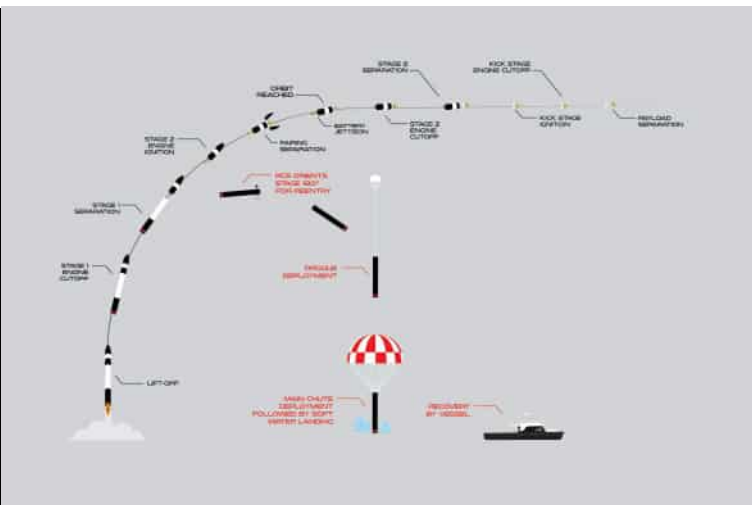 STAGE 2
SEPARATION
KICK STAGE
ENGINE CUTOFF
ORBIT
REACHED
BATTERY
JETTISON
STAGE 2
ENGINE
CUTOFF
KICK STAGE
IGNITION
PAYLOAD
SEPARATION
STAGE 2
ENGINE
IGNITION
FAIRING
SEPARATION
RCS ORIENTS
STAGE 180°
FOR REENTRY
STAGE 1
SEPARATION
STAGE 1
ENGINE
CUTOFF
DROGUE
DEPLOYMENT
LIFT-OFF
MAIN CHUTE
DEPLOYMENT
FOLLOWED BY SOFT
WATER LANDING
RECOVERY
BY VESSEL